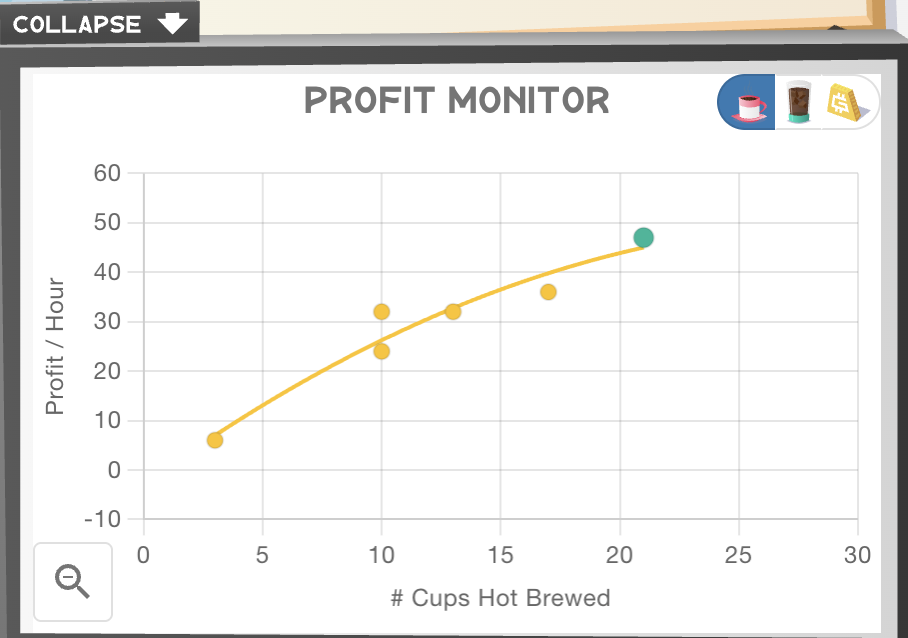 COLLAPSE
PROFIT MONITOR
60
50
40
30
20
10
0
-10
Profit / Hour
0 5 10 15 20 25 30
# Cups Hot Brewed